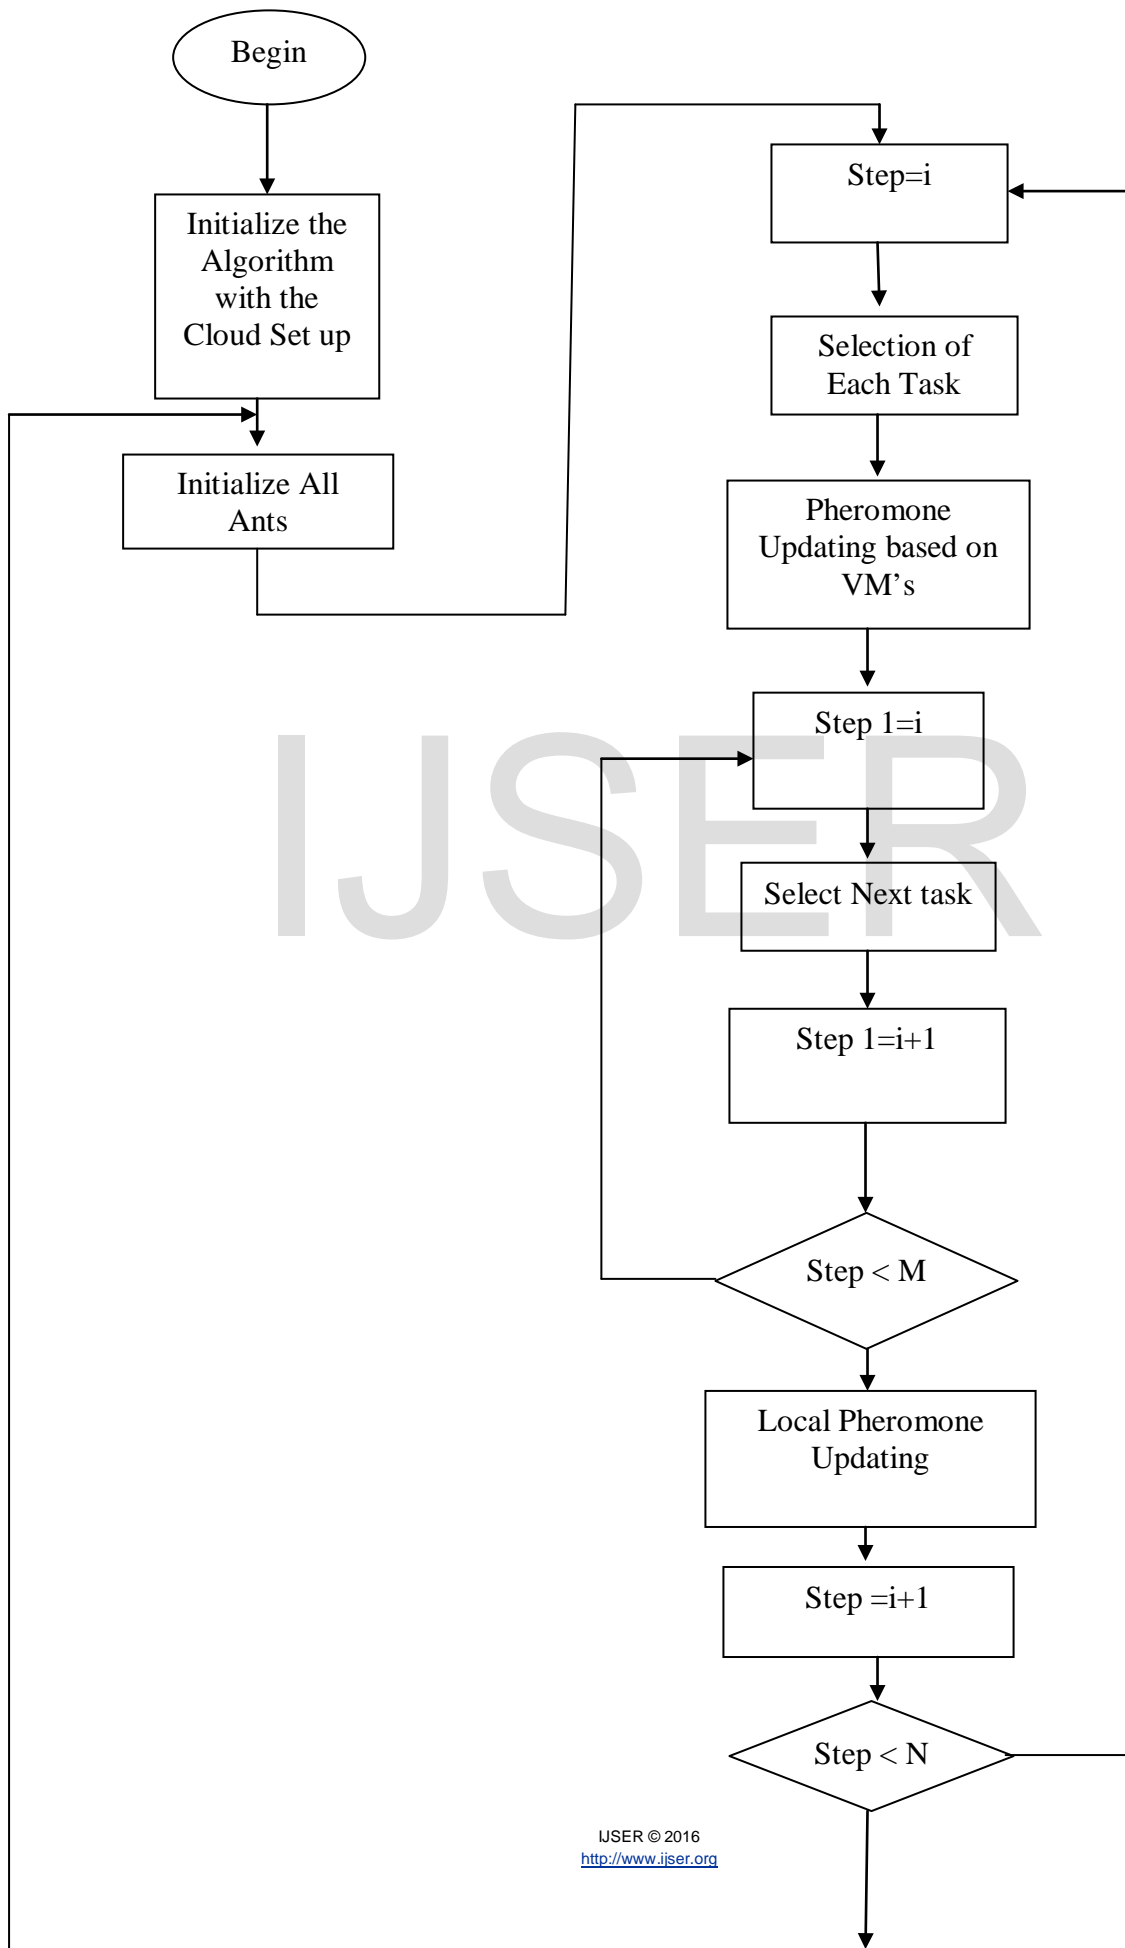 Begin
Initialize the
Algorithm
with the
Cloud Set up
Initialize All
Ants
Step=i
Selection of
Each Task
Pheromone
Updating based on
VM’s
Step 1=i
IJSER
Select Next task
Step 1=i+1
Step < M
Local Pheromone
Updating
Step =i+1
Step < N
IJSER © 2016
http://www.ijser.org